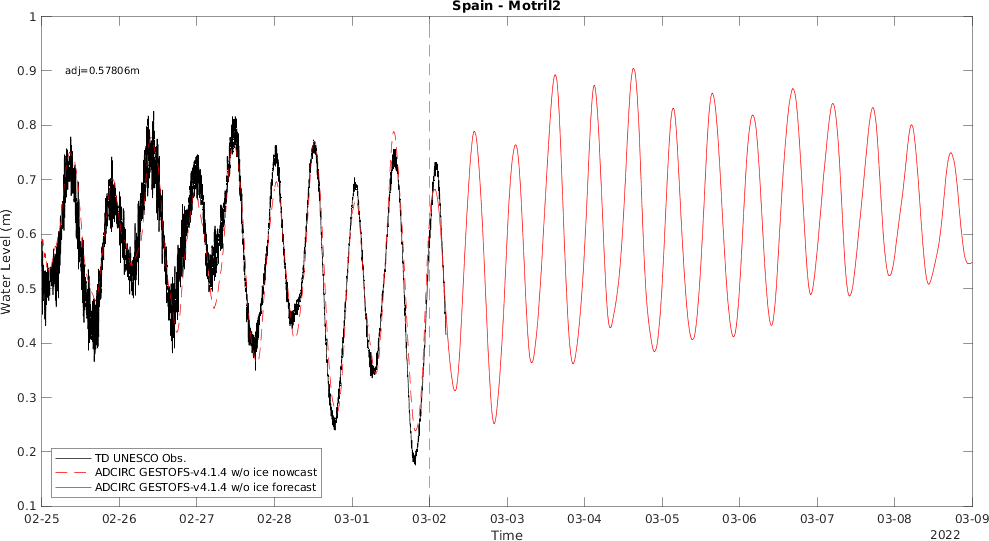 Spain - Motril2
1
0.9
0.8
0.7
0.6
0.5
0.4
0.3
0.2
0.1
Water Level (m)
adj=0.57806m
TD UNESCO Obs.
ADCIRC GESTOFS-v4.1.4 w/o ice nowcast
ADCIRC GESTOFS-v4.1.4 w/o ice forecast
02-25 02-26 02-27 02-28 03-01 03-02 03-03 03-04 03-05 03-06 03-07 03-08 03-09
Time
2022